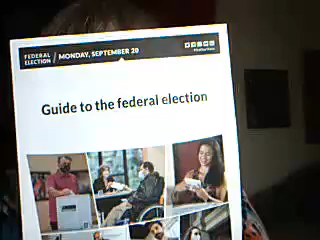 FEDERAL
ELECTION
MONDAY, SEPTEMBER 20
Guide to the federal election